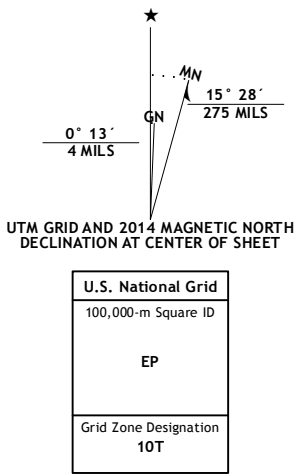 ★
MN
15° 28´
275 MILS
GN
0° 13´
4 MILS
UTM GRID AND 2014 MAGNETIC NORTH
DECLINATION AT CENTER OF SHEET
U.S. National Grid
100,000-m Square ID
EP
Grid Zone Designation
10T